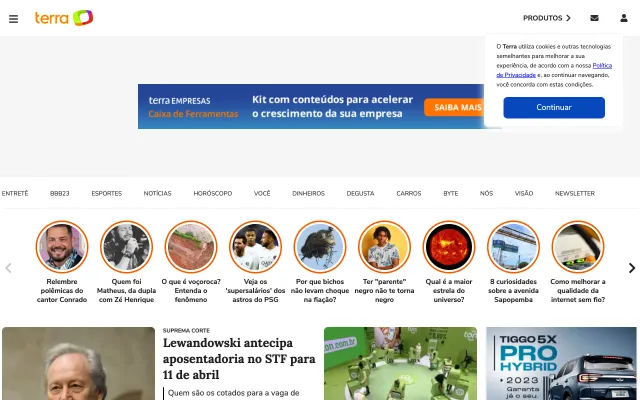 terra
PRODUTOS
O Terra utiliza cookies e outras tecnologias
semelhantes para melhorar a sua
experiência, de acordo com a nossa Política
de Privacidade e, ao continuar navegando,
você concorda com estas condições.
Continuar
terra EMPRESAS
Caixa de Ferramentas
Kit com conteúdos para acelerar
o crescimento da sua empresa
SAIBA MAIS
ENTRETÊ
BBB23
ESPORTES
NOTÍCIAS
HORÓSCOPO
VOCÊ
DINHEIROS
DEGUSTA
CARROS
BYTE
NÓS
VISÃO
NEWSLETTER
Relembre
polêmicas do
cantor Conrado
Quem foi
Matheus, da dupla
com Zé Henrique
O que é voçoroca?
Entenda o
fenômeno
Veja os
'supersalários' dos
astros do PSG
Por que bichos
não levam choque
na fiação?
Ter "parente"
negro não te torna
negro
Qual é a maior
estrela do
universo?
8 curiosidades
sobre a avenida
Sapopemba
Como melhorar a
qualidade da
internet sem fio?
SUPREMA CORTE
Lewandowski antecipa
aposentadoria no STF para
11 de abril
Quem são os cotados para a vaga de
TIGGO 5X
PRO
HYBRID
2023
Garanta
já o seu.